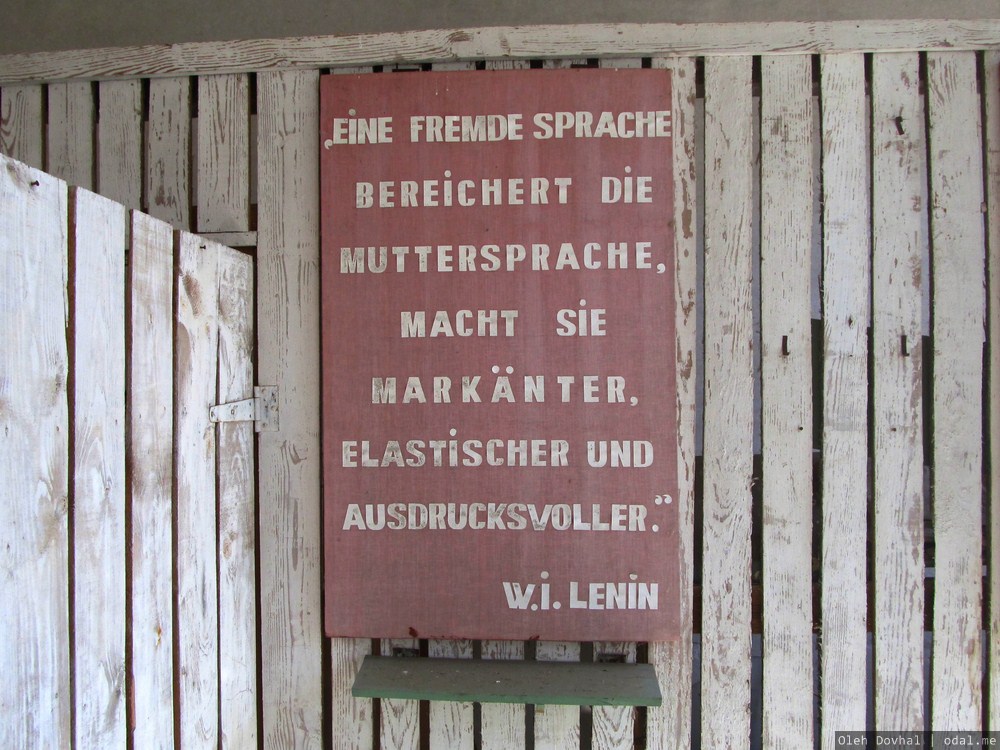 „EiNE FREMDE SPRACHE
BEREiCHERT DiE
MUTTERSPRACHE,
MACHT SiE
MARKÄNTER,
ELASTiSCHER UND
AUSDRUCKSVOLLER.”
W.i. LENiN
Oleh Dovhal | odal.me